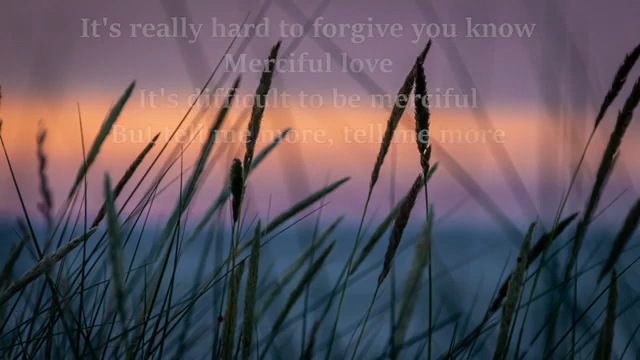 It's really hard to forgive you know
Merciful love
It's difficult to be merciful
But tell me more, tell me more